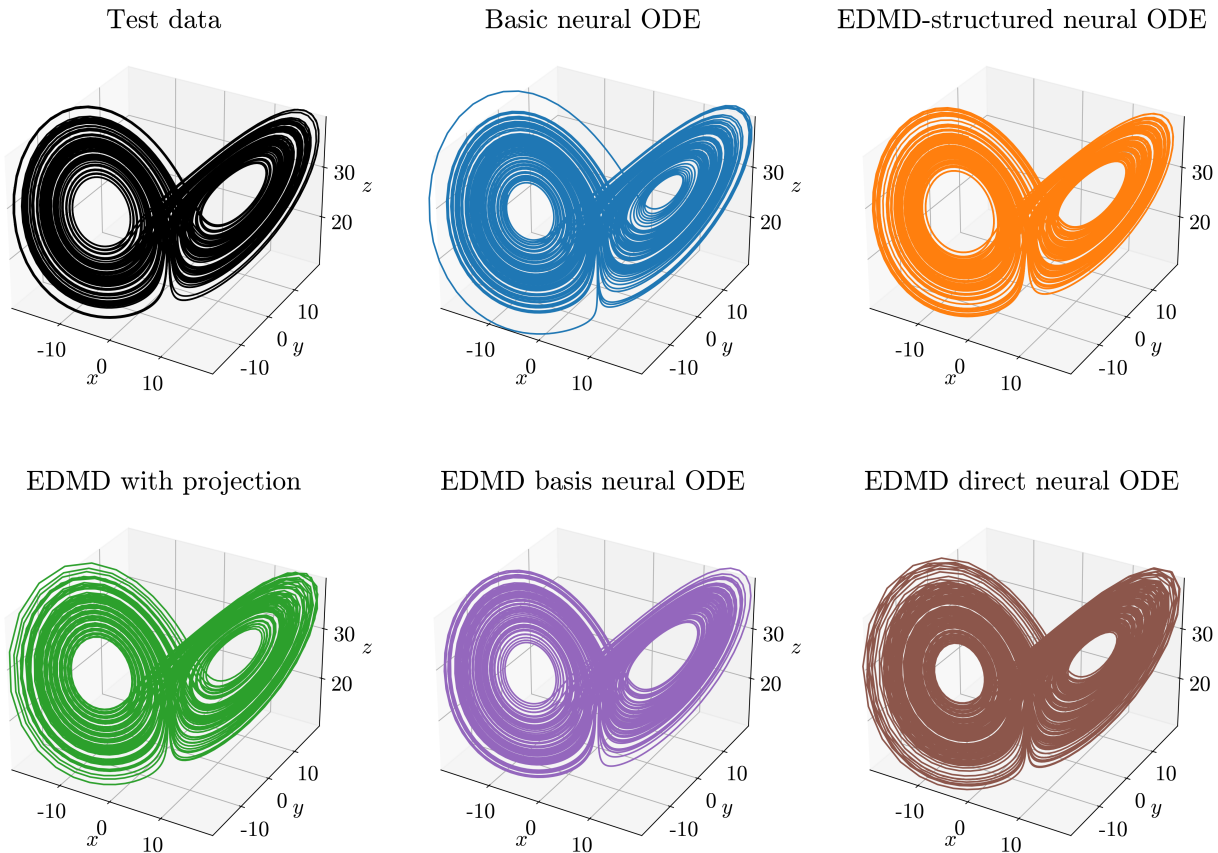 Test data
30
z
20
10
0 y
-10
-10
0
x
10
Basic neural ODE
30
z
20
10
0 y
-10
-10
0
x
10
EDMD-structured neural ODE
30
20
10
0 y
-10
-10
0
x
10
EDMD with projection
30
z
20
10
0 y
-10
-10
0
x
10
EDMD basis neural ODE
30
z
20
10
0 y
-10
-10
0
x
10
EDMD direct neural ODE
30
20
10
0 y
-10
-10
0
x
10